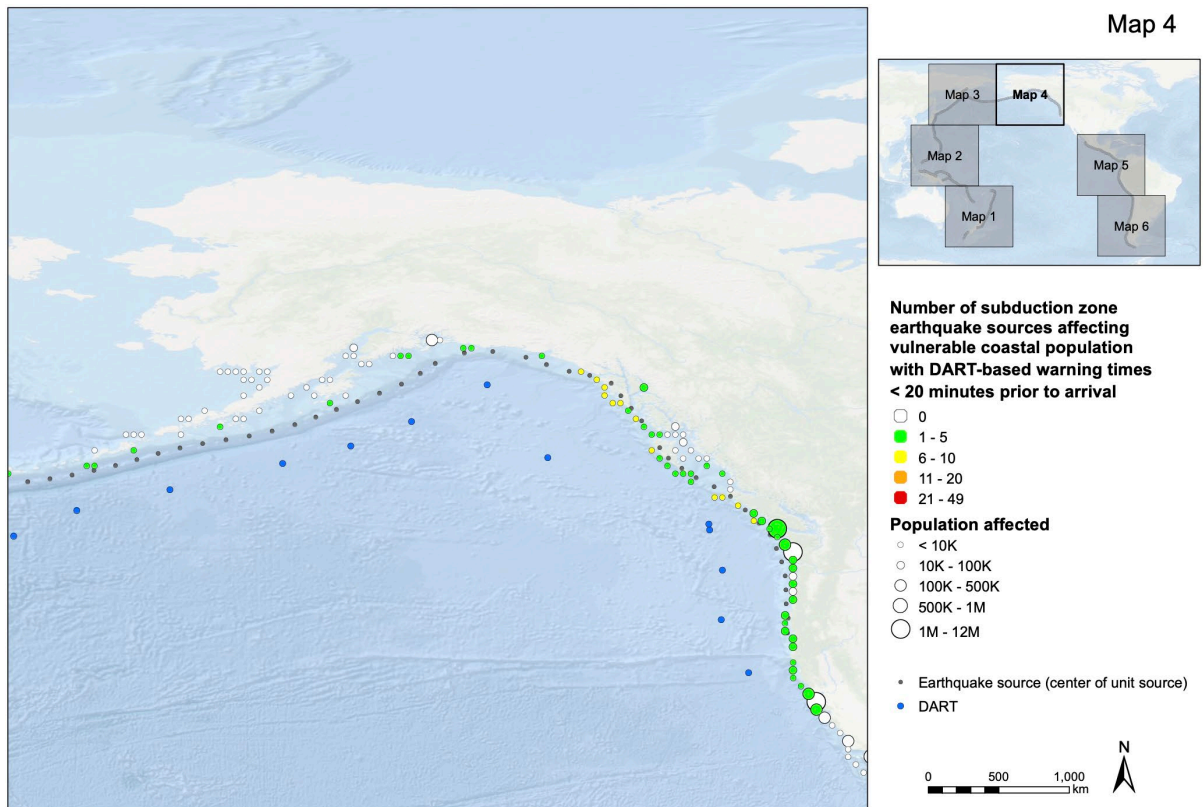 Map 4
Map 3
Map 4
Map 2
Map 5
Map 1
Map 6
Number of subduction zone
earthquake sources affecting
vulnerable coastal population
with DART-based warning times
< 20 minutes prior to arrival
0
1 - 5
6 - 10
11 - 20
21 - 49
Population affected
< 10K
10K - 100K
100K - 500K
500K - 1M
1M - 12M
Earthquake source (center of unit source)
DART
N
0 500 1,000
km